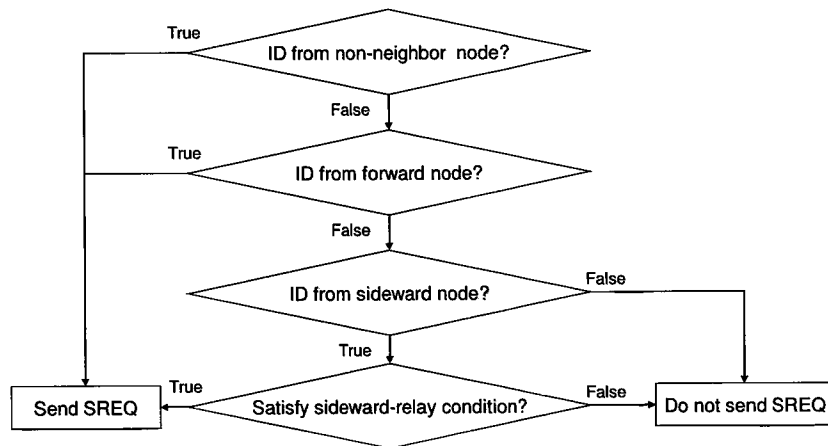 True
ID from non-neighbor node?
False
True
ID from forward node?
False
ID from sideward node?
False
True
True
Send SREQ
Satisfy sideward-relay condition?
False
Do not send SREQ